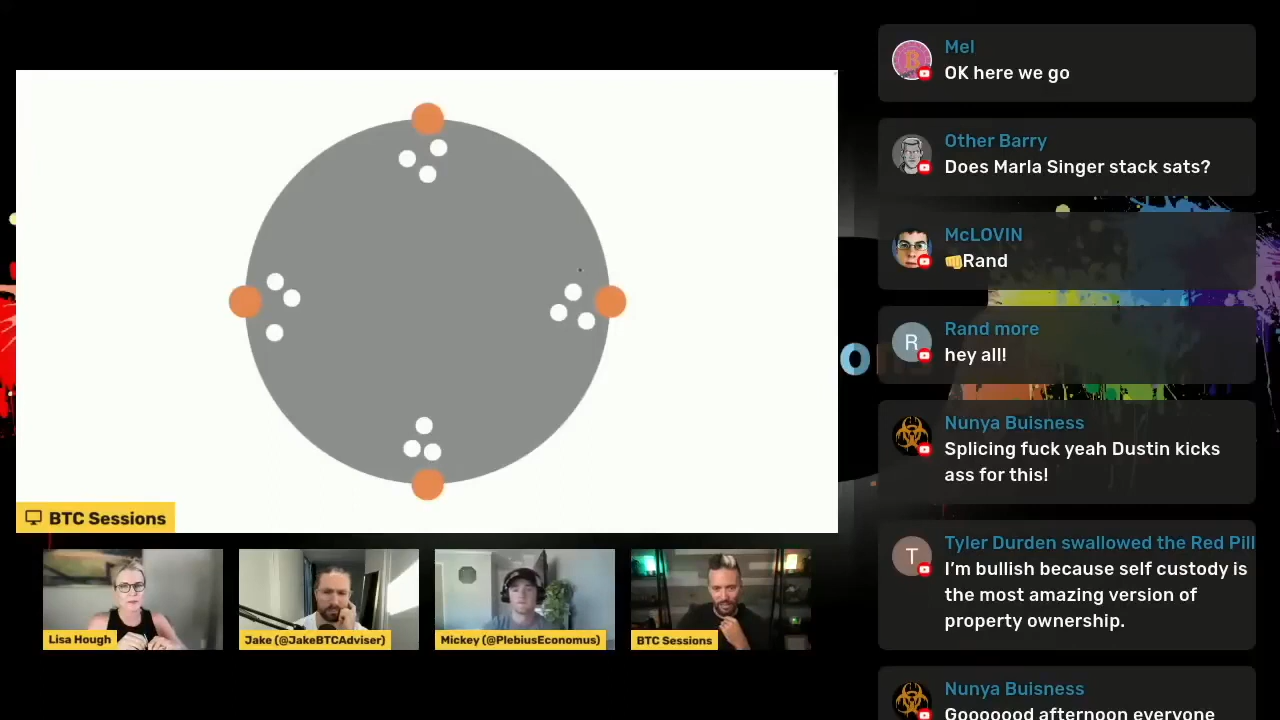 BTC Sessions
Lisa Hough
Jake (@JakeBTCAdviser)
Mickey (@PlebiusEconomus)
BTC Sessions
Mel
OK here we go
Other Barry
Does Marla Singer stack sats?
McLOVIN
👊Rand
R
Rand more
hey all!
Nunya Buisness
Splicing fuck yeah Dustin kicks
ass for this!
T
Tyler Durden swallowed the Red Pill
I’m bullish because self custody is
the most amazing version of
property ownership.
Nunya Buisness
Gooooood afternoon everyone